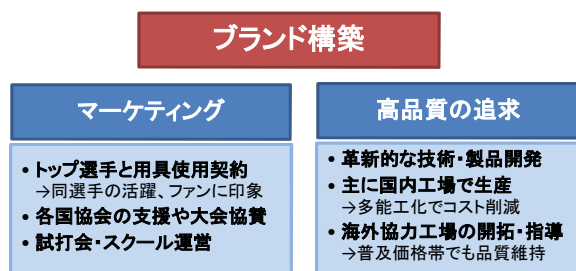 ブランド構築
マーケティング
• トップ選手と用具使用契約
→同選手の活躍、ファンに印象
• 各国協会の支援や大会協賛
• 試打会・スクール運営
高品質の追求
• 革新的な技術・製品開発
• 主に国内工場で生産
→多能工化でコスト削減
• 海外協力工場の開拓・指導
→普及価格帯でも品質維持